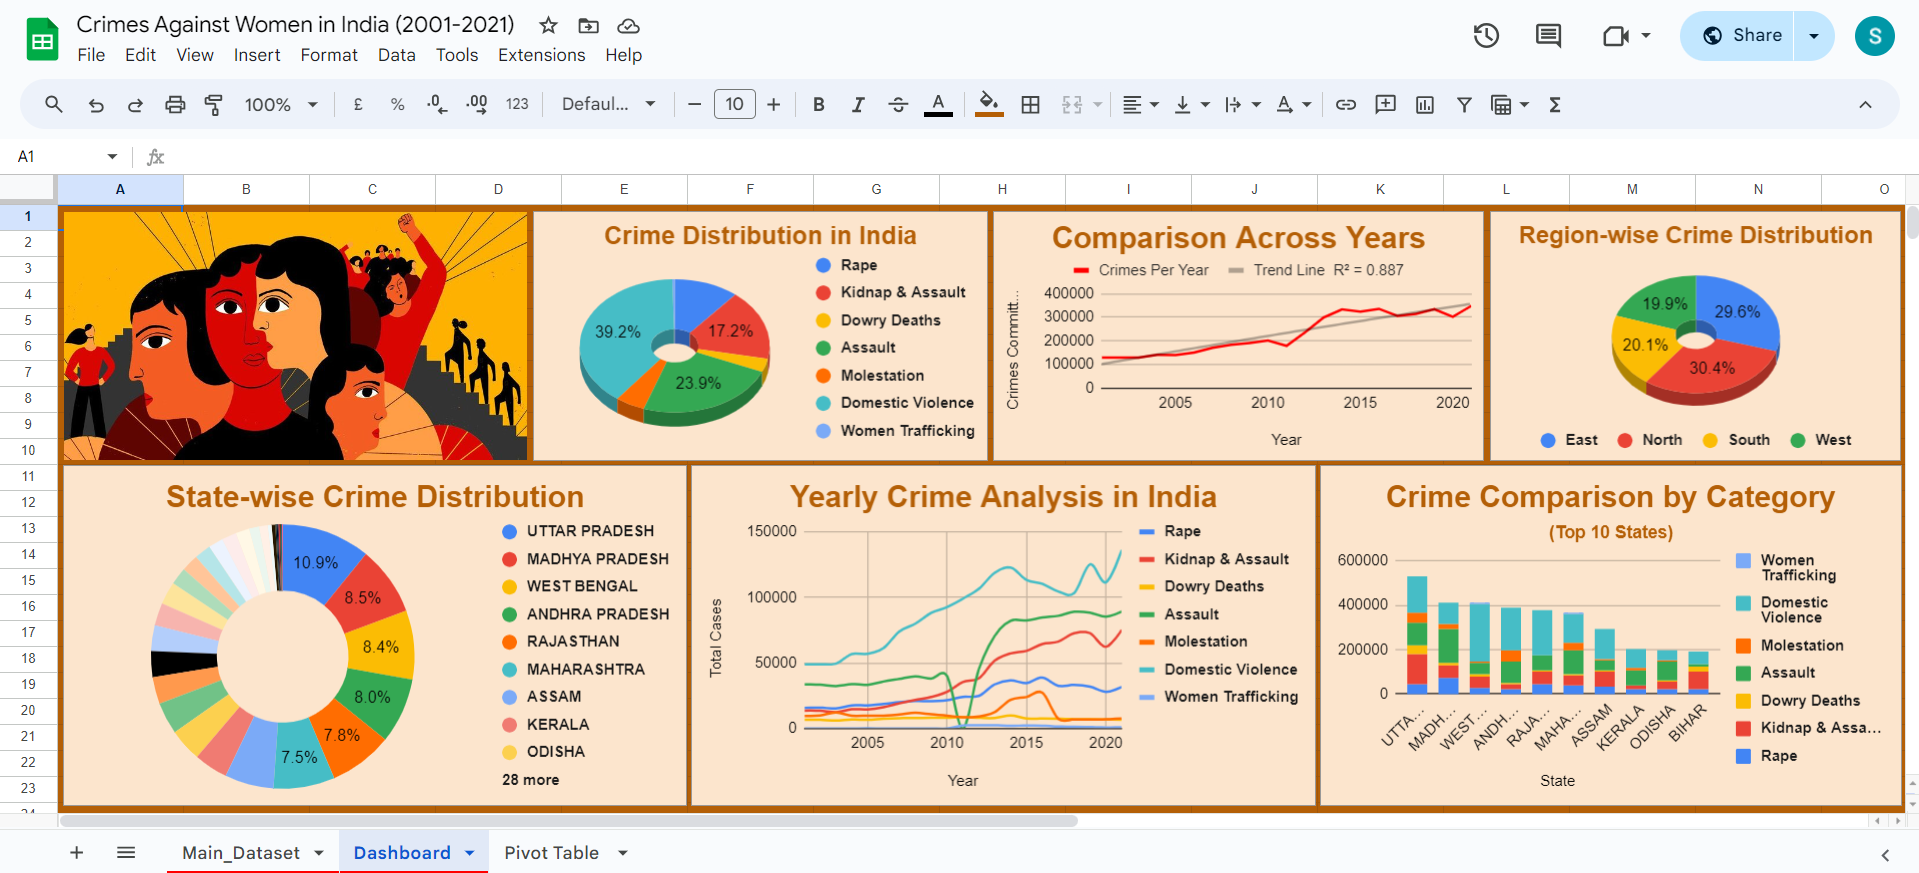 Crimes Against Women in India (2001-2021)
File Edit View Insert Format Data Tools Extensions Help
Share
S
100% £ % .0 .00 123 Defaul... 10 B I A
A1 fx
A B C D E F G H I J K L M N O
1
2
3
4
5
6
7
8
9
10
11
12
13
14
15
16
17
18
19
20
21
22
23
24
Crime Distribution in India
39.2%
17.2%
23.9%
Rape
Kidnap & Assault
Dowry Deaths
Assault
Molestation
Domestic Violence
Women Trafficking
Comparison Across Years
Crimes Per Year Trend Line R² = 0.887
Crimes Committ...
400000
300000
200000
100000
0
2005 2010 2015 2020
Year
Region-wise Crime Distribution
19.9%
29.6%
20.1%
30.4%
East North South West
State-wise Crime Distribution
10.9%
8.5%
8.4%
8.0%
7.8%
7.5%
UTTAR PRADESH
MADHYA PRADESH
WEST BENGAL
ANDHRA PRADESH
RAJASTHAN
MAHARASHTRA
ASSAM
KERALA
ODISHA
28 more
Yearly Crime Analysis in India
Total Cases
150000
100000
50000
0
2005 2010 2015 2020
Year
Rape
Kidnap & Assault
Dowry Deaths
Assault
Molestation
Domestic Violence
Women Trafficking
Crime Comparison by Category
(Top 10 States)
600000
400000
200000
0
UTTA... MADH... WEST... ANDH... RAJA... MAHA... ASSAM KERALA ODISHA BIHAR
State
Women
Trafficking
Domestic
Violence
Molestation
Assault
Dowry Deaths
Kidnap & Assa...
Rape
Main_Dataset Dashboard Pivot Table